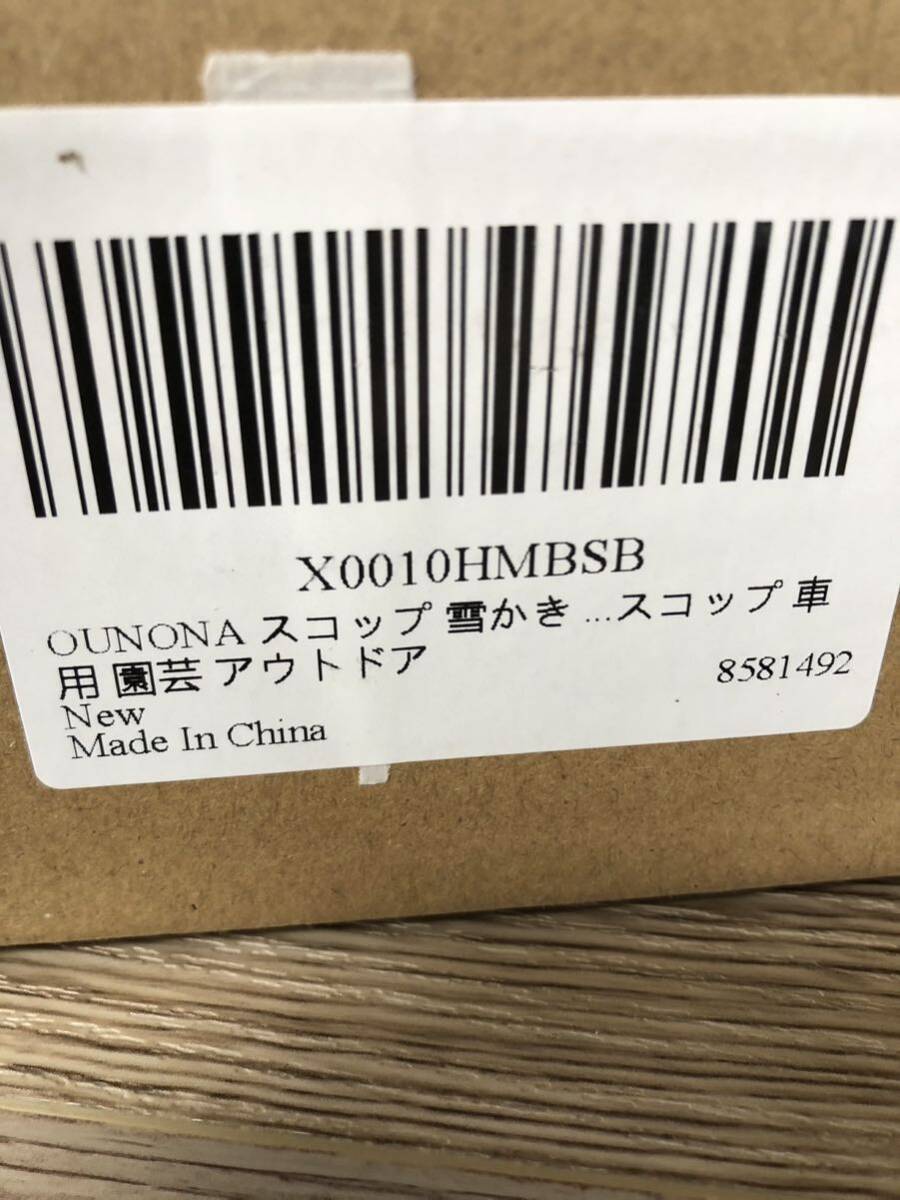 X0010HMBSB
OUNONA スコップ 雪かき ...スコップ 車
用 園芸 アウトドア
8581492
New
Made In China